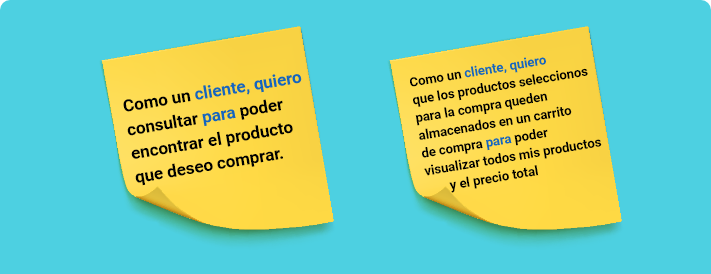 Como un cliente, quiero
consultar para poder
encontrar el producto
que deseo comprar.
Como un cliente, quiero
que los productos seleccionos
para la compra queden
almacenados en un carrito
de compra para poder
visualizar todos mis productos
y el precio total